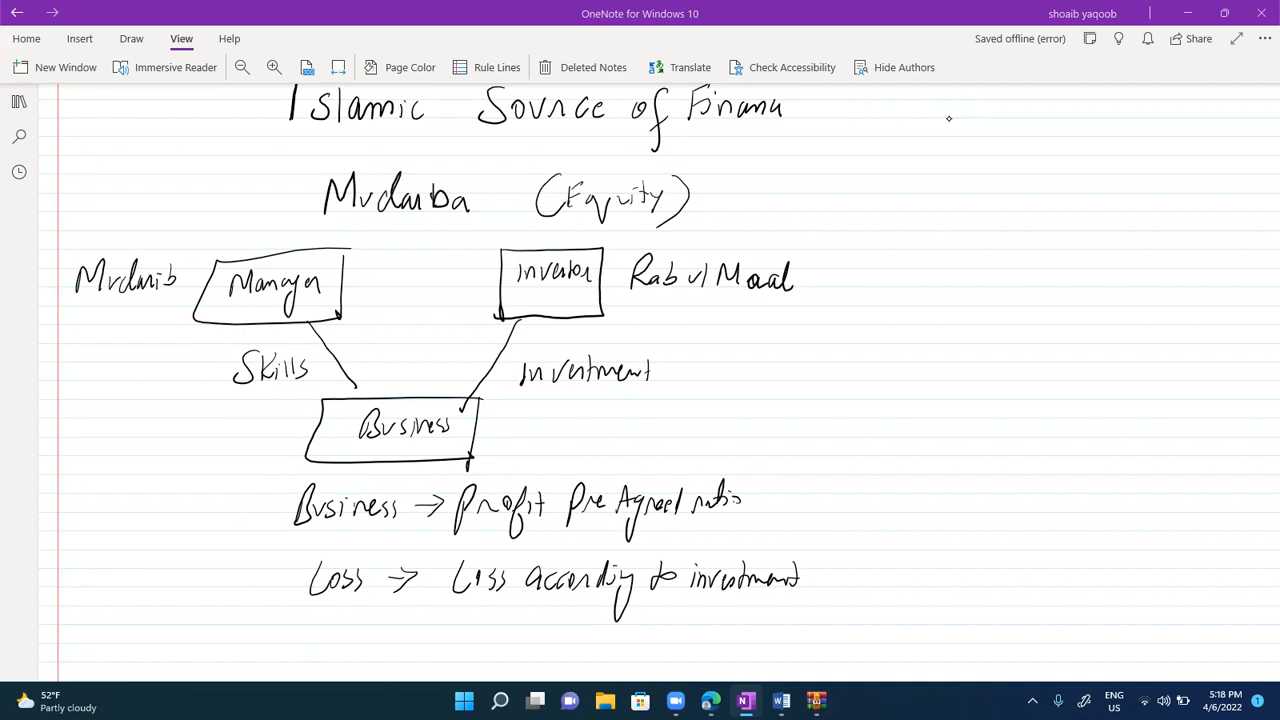 OneNote for Windows 10
shoaib yaqoob
Home Insert Draw View Help
Saved offline (error)
Share
New Window Immersive Reader Page Color Rule Lines Deleted Notes Translate Check Accessibility Hide Authors
Islamic Source of Finanu
Mudarba (Equity)
Mudarib Manager Investor Rab ul Maal
Skills Investment
Business
Business → Profit Pre Agreed ratio
Loss → Loss according to investment
52°F
Partly cloudy
ENG
US
5:18 PM
4/6/2022